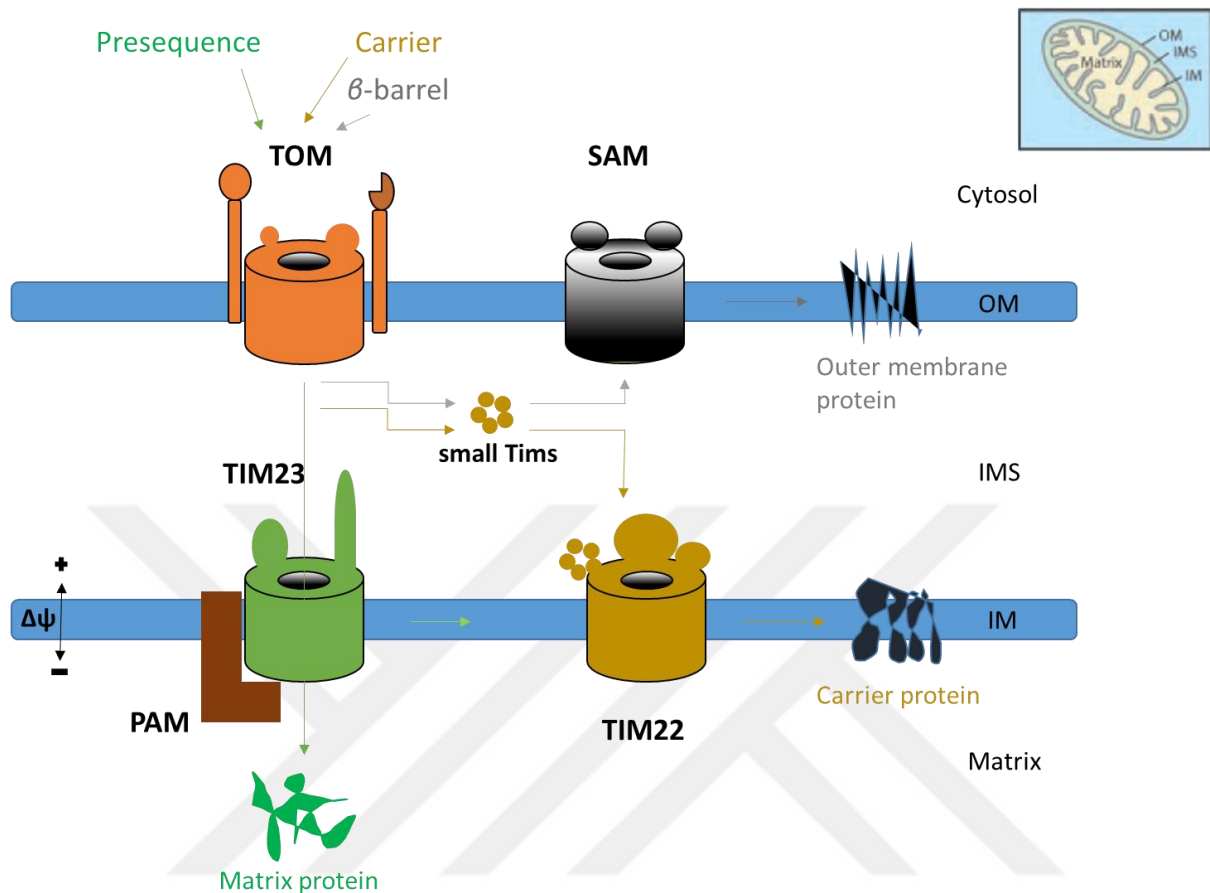 Presequence
Carrier
β-barrel
TOM
SAM
OM
IMS
IM
Matrix
Cytosol
OM
Outer membrane
protein
small Tims
TIM23
IMS
+
Δψ
−
IM
PAM
TIM22
Carrier protein
Matrix
Matrix protein